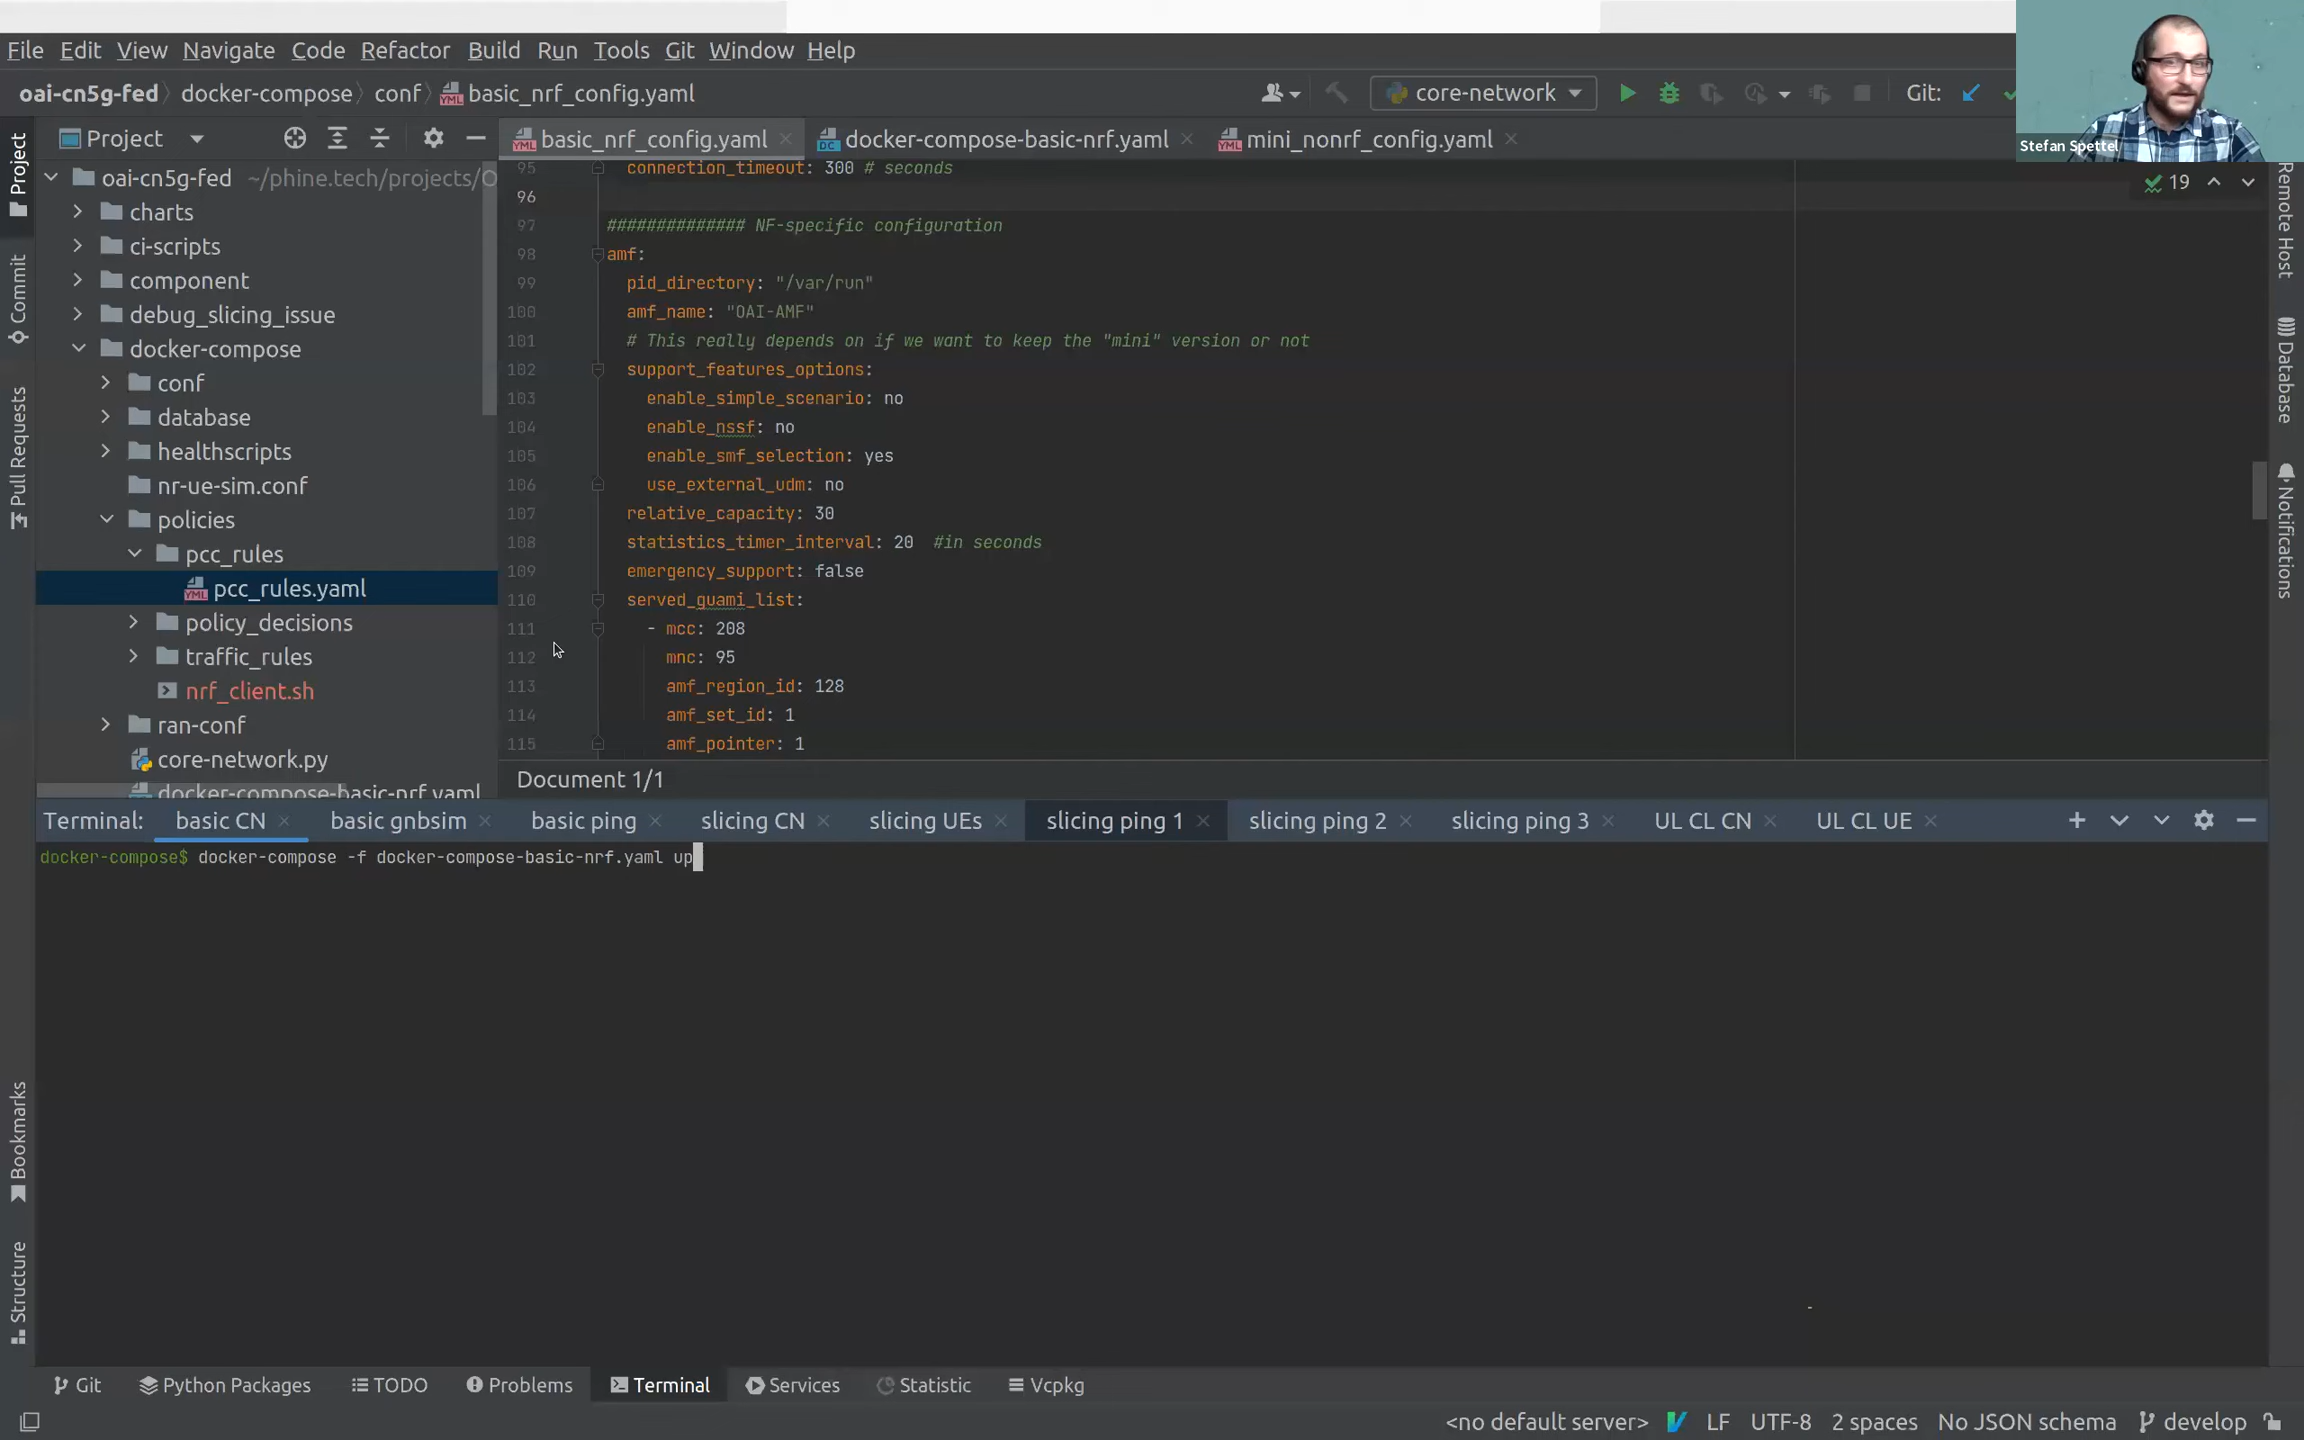 File Edit View Navigate Code Refactor Build Run Tools Git Window Help
oai-cn5g-fed docker-compose conf basic_nrf_config.yaml core-network Git:
Stefan Spettel
Project
basic_nrf_config.yaml docker-compose-basic-nrf.yaml mini_nonrf_config.yaml
19
Project
Commit
Pull Requests
Bookmarks
Structure
Remote Host
Database
Notifications
oai-cn5g-fed ~/phine.tech/projects/O
charts
ci-scripts
component
debug_slicing_issue
docker-compose
conf
database
healthscripts
nr-ue-sim.conf
policies
pcc_rules
pcc_rules.yaml
policy_decisions
traffic_rules
nrf_client.sh
ran-conf
core-network.py
docker-compose-basic-nrf.yaml
95 connection_timeout: 300 # seconds
96
97 ############## NF-specific configuration
98 amf:
99 pid_directory: "/var/run"
100 amf_name: "OAI-AMF"
101 # This really depends on if we want to keep the "mini" version or not
102 support_features_options:
103 enable_simple_scenario: no
104 enable_nssf: no
105 enable_smf_selection: yes
106 use_external_udm: no
107 relative_capacity: 30
108 statistics_timer_interval: 20 #in seconds
109 emergency_support: false
110 served_guami_list:
111 - mcc: 208
112 mnc: 95
113 amf_region_id: 128
114 amf_set_id: 1
115 amf_pointer: 1
Document 1/1
Terminal: basic CN basic gnbsim basic ping slicing CN slicing UEs slicing ping 1 slicing ping 2 slicing ping 3 UL CL CN UL CL UE
docker-compose$ docker-compose -f docker-compose-basic-nrf.yaml up
Git Python Packages TODO Problems Terminal Services Statistic Vcpkg
<no default server> LF UTF-8 2 spaces No JSON schema develop